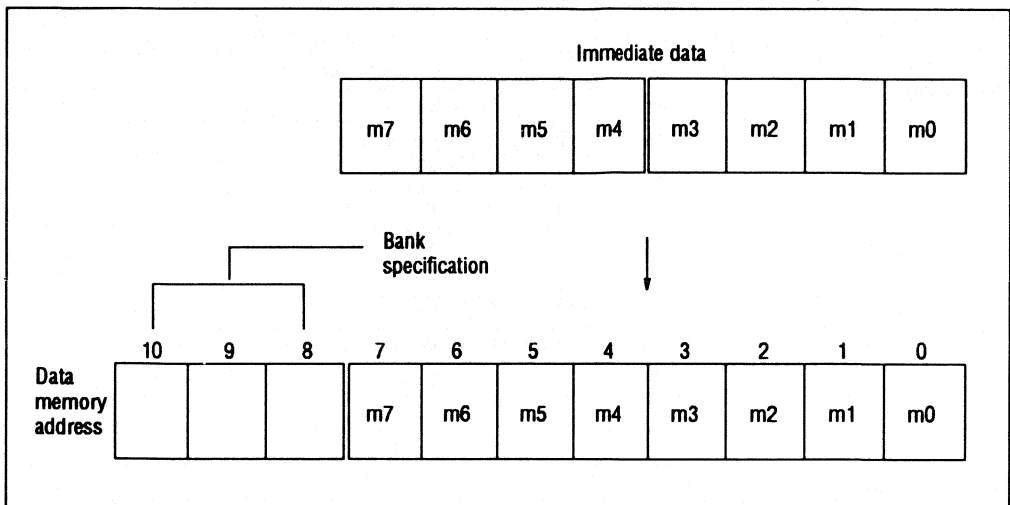 Immediate data
m7 m6 m5 m4 m3 m2 m1 m0
Bank
specification
10 9 8 7 6 5 4 3 2 1 0
Data
memory
address
m7 m6 m5 m4 m3 m2 m1 m0